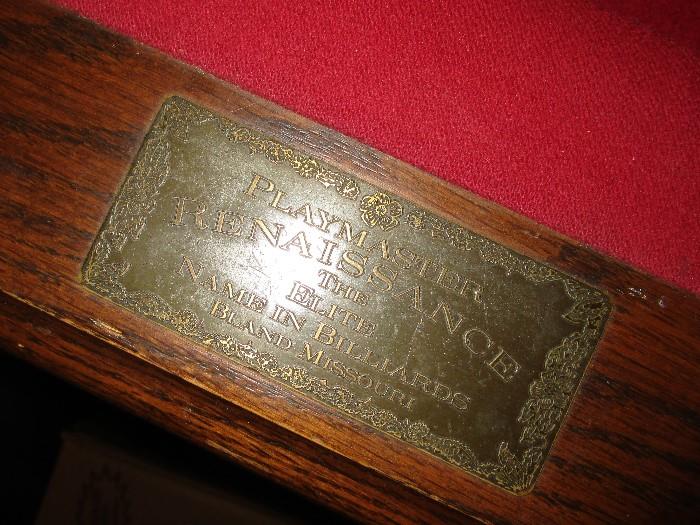 PLAYMASTER
RENAISSANCE
THE
ELITE
NAME IN BILLIARDS
BLAND MISSOURI